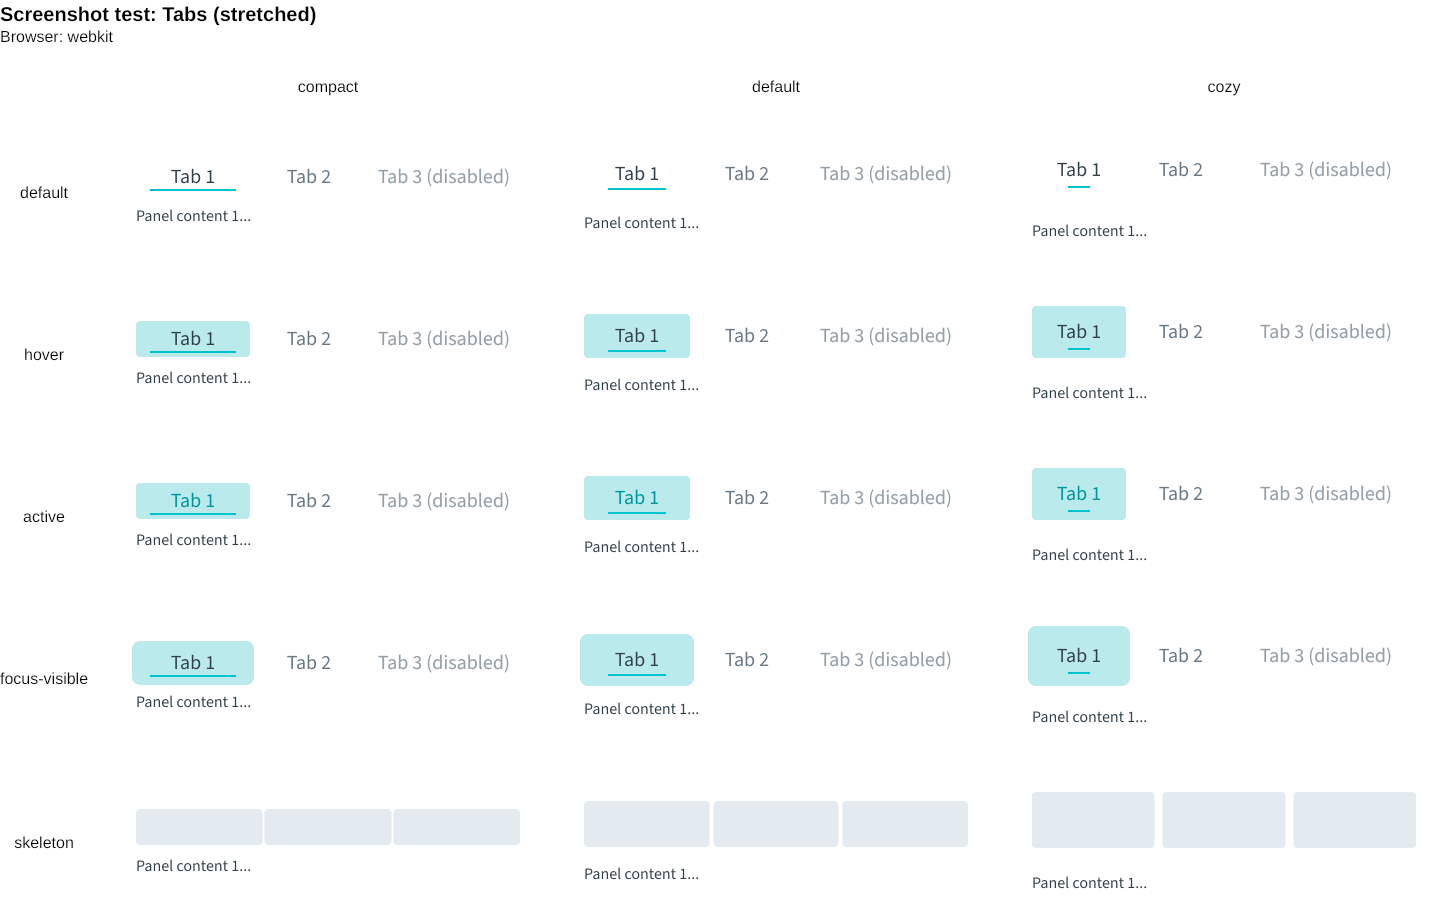 Screenshot test: Tabs (stretched)
Browser: webkit
compact default cozy
default Tab 1 Tab 2 Tab 3 (disabled) Tab 1 Tab 2 Tab 3 (disabled) Tab 1 Tab 2 Tab 3 (disabled)
Panel content 1... Panel content 1... Panel content 1...
hover Tab 1 Tab 2 Tab 3 (disabled) Tab 1 Tab 2 Tab 3 (disabled) Tab 1 Tab 2 Tab 3 (disabled)
Panel content 1... Panel content 1... Panel content 1...
active Tab 1 Tab 2 Tab 3 (disabled) Tab 1 Tab 2 Tab 3 (disabled) Tab 1 Tab 2 Tab 3 (disabled)
Panel content 1... Panel content 1... Panel content 1...
focus-visible Tab 1 Tab 2 Tab 3 (disabled) Tab 1 Tab 2 Tab 3 (disabled) Tab 1 Tab 2 Tab 3 (disabled)
Panel content 1... Panel content 1... Panel content 1...
skeleton
Panel content 1... Panel content 1... Panel content 1...